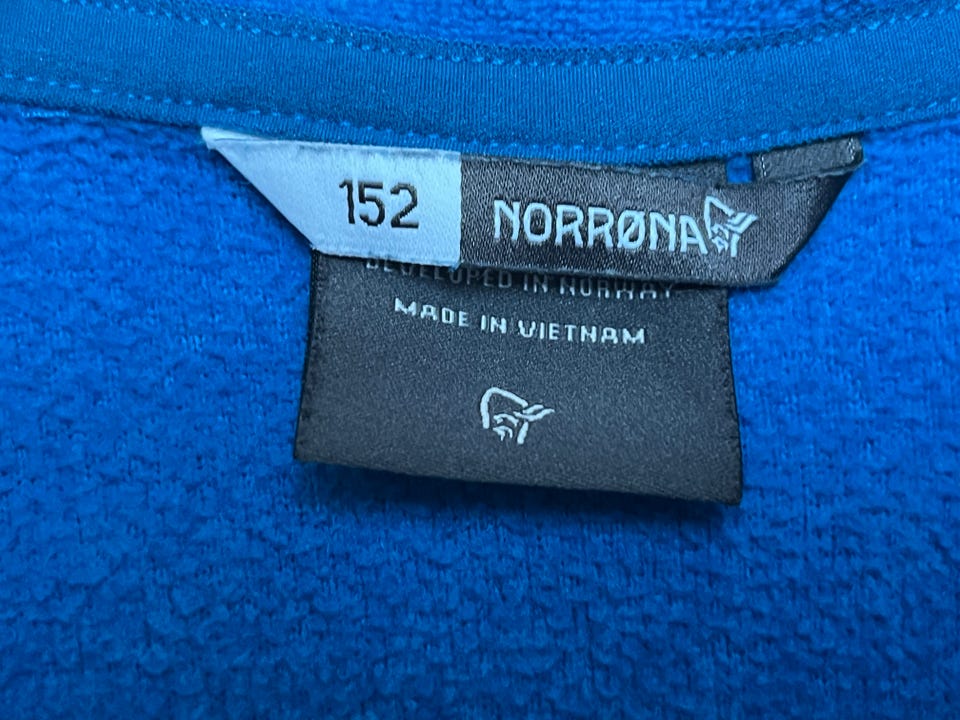 152 NORRØNA
DEVELOPED IN NORWAY
MADE IN VIETNAM